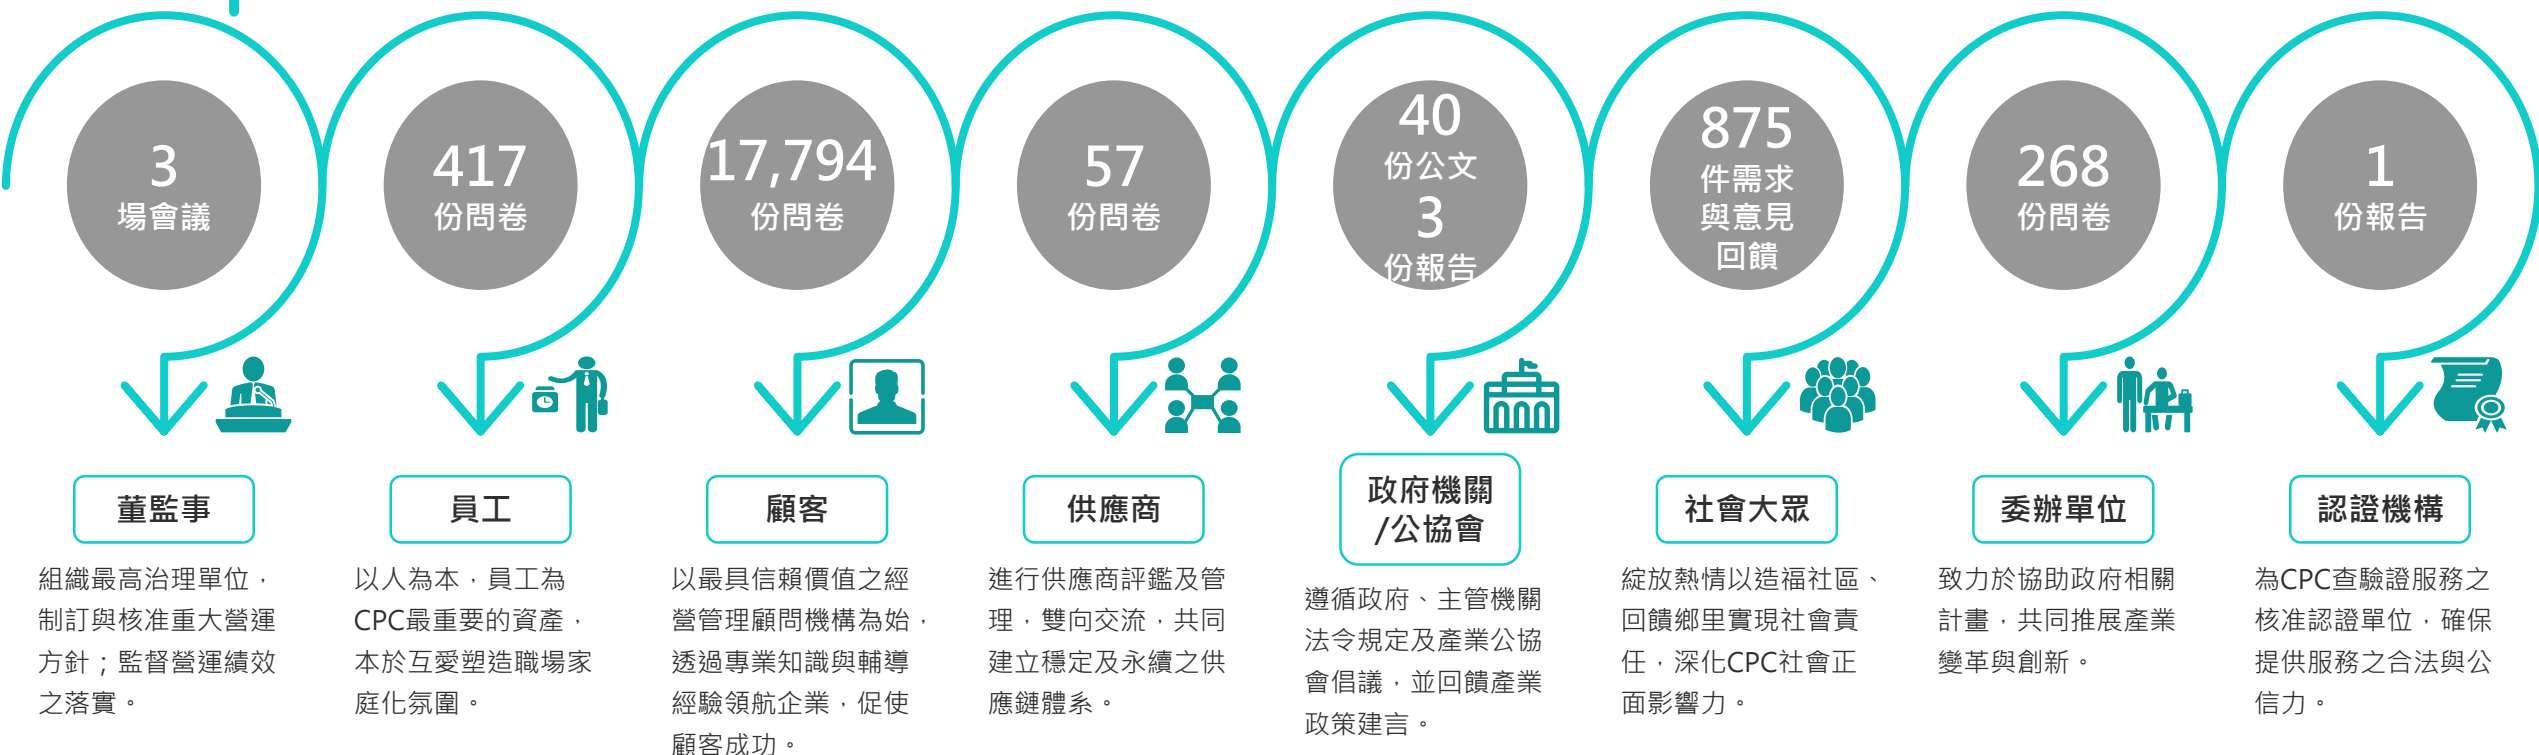 3
場會議
417
份問卷
17,794
份問卷
57
份問卷
40
份公文
3
份報告
875
件需求
與意見
回饋
268
份問卷
1
份報告
董監事
組織最高治理單位，
制訂與核准重大營運
方針；監督營運績效
之落實。
員工
以人為本，員工為
CPC最重要的資產，
本於互愛塑造職場家
庭化氛圍。
顧客
以最具信賴價值之經
營管理顧問機構為始，
透過專業知識與輔導
經驗領航企業，促使
顧客成功。
供應商
進行供應商評鑑及管
理，雙向交流，共同
建立穩定及永續之供
應鏈體系。
政府機關
/公協會
遵循政府、主管機關
法令規定及產業公協
會倡議，並回饋產業
政策建言。
社會大眾
綻放熱情以造福社區、
回饋鄉里實現社會責
任，深化CPC社會正
面影響力。
委辦單位
致力於協助政府相關
計畫，共同推展產業
變革與創新。
認證機構
為CPC查驗證服務之
核准認證單位，確保
提供服務之合法與公
信力。